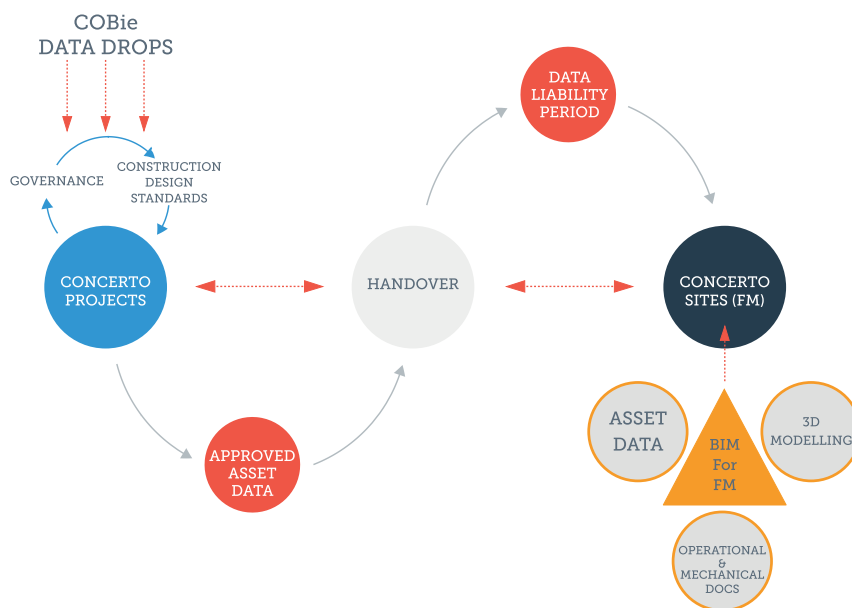 COBie
DATA DROPS
GOVERNANCE
CONSTRUCTION
DESIGN
STANDARDS
CONCERTO
PROJECTS
APPROVED
ASSET
DATA
HANDOVER
DATA
LIABILITY
PERIOD
CONCERTO
SITES (FM)
ASSET
DATA
BIM
For
FM
3D
MODELLING
OPERATIONAL
&
MECHANICAL
DOCS